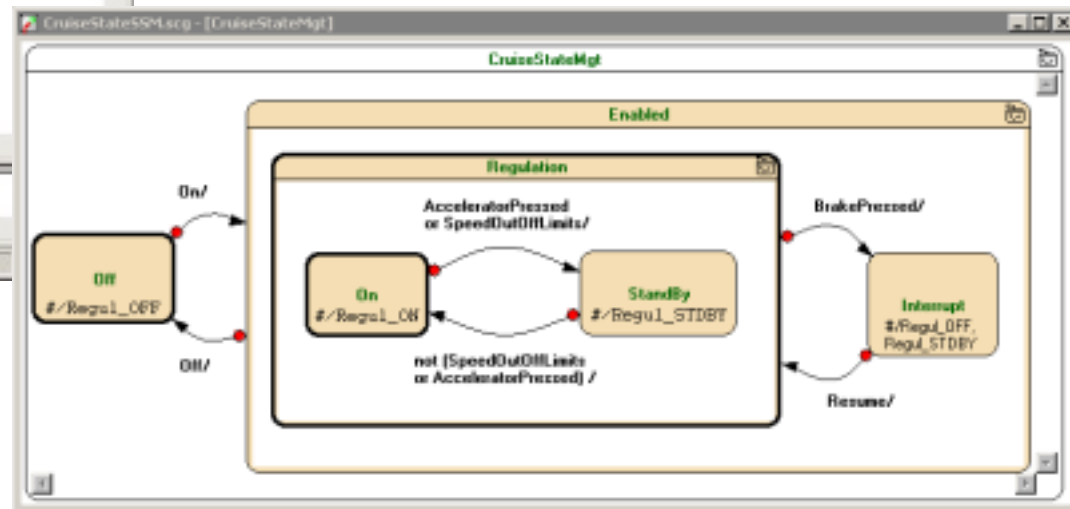 CruiseStateSSM.scg - [CruiseStateMgt]
CruiseStateMgt
Enabled
Regulation
On/
AcceleratorPressed
or SpeedOutOffLimits/
BrakePressed/
Off
#/Regul_OFF
On
#/Regul_ON
StandBy
#/Regul_STDBY
Interrupt
#/Regul_OFF,
Regul_STDBY
Off/
not (SpeedOutOffLimits
or AcceleratorPressed) /
Resume/